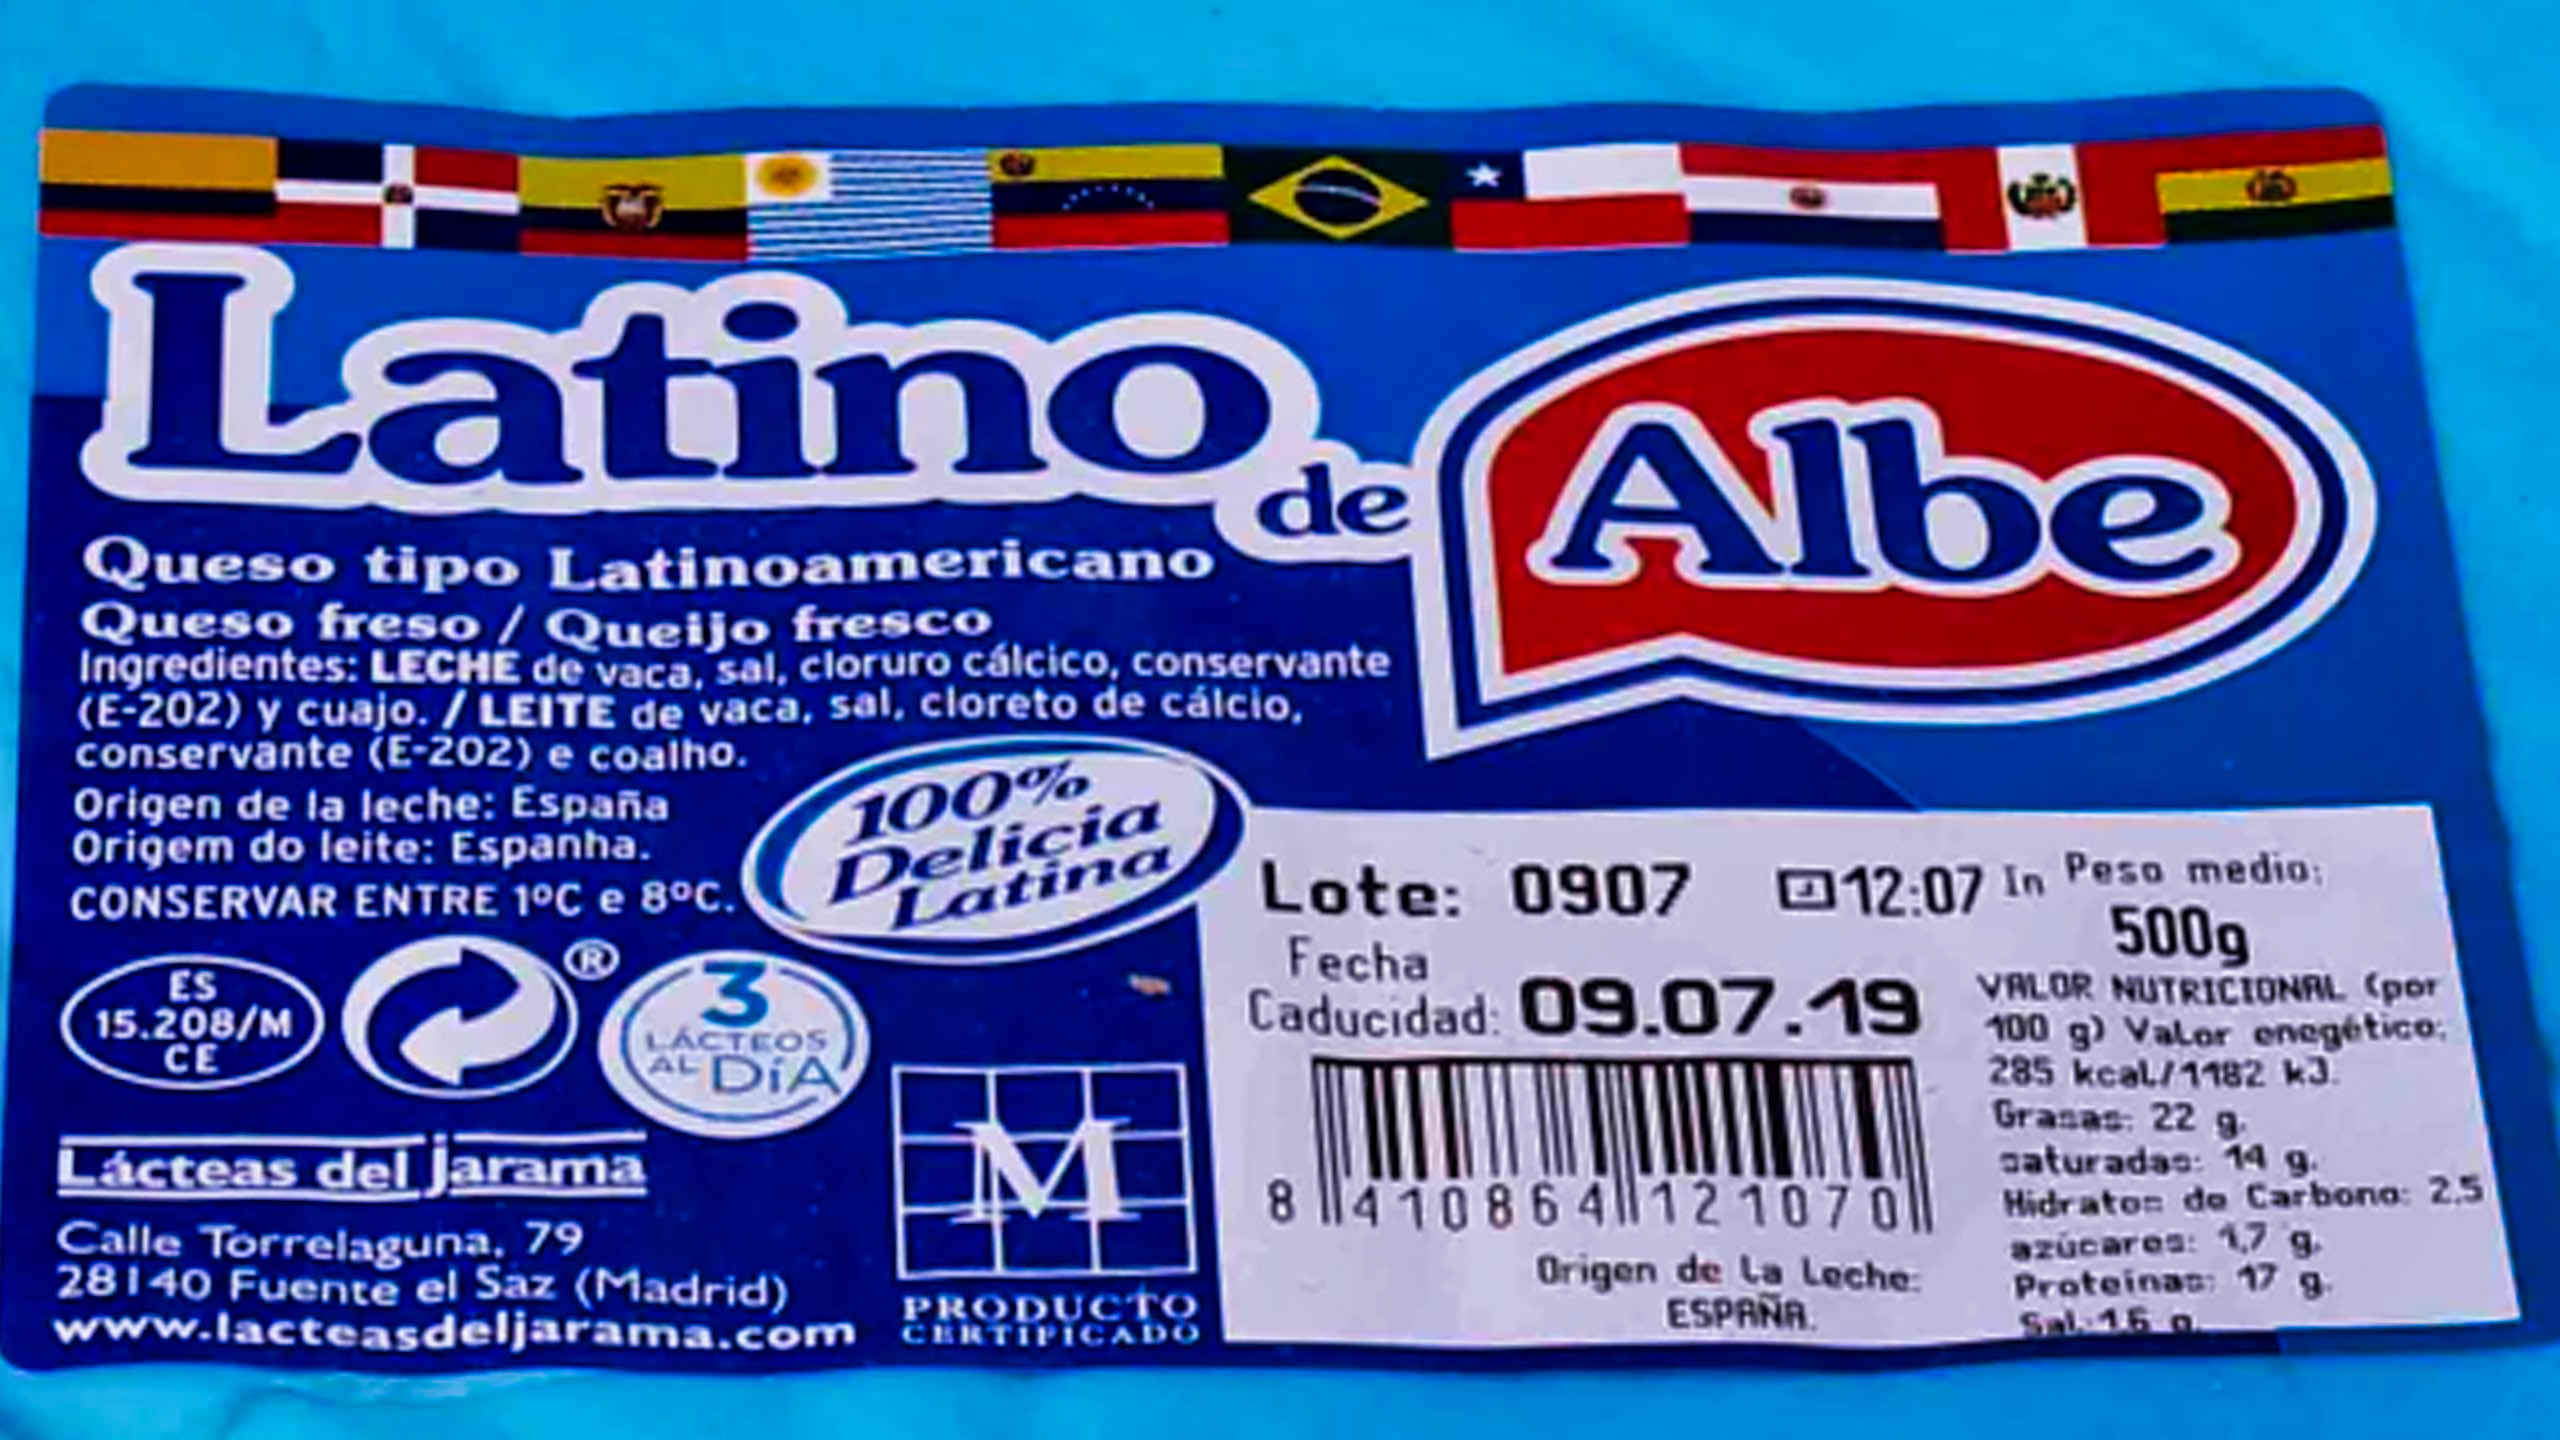 Latino de Albe
Queso tipo Latinoamericano
Queso freso / Queijo fresco
Ingredientes: LECHE de vaca, sal, cloruro cálcico, conservante
(E-202) y cuajo. / LEITE de vaca, sal, cloreto de cálcio,
conservante (E-202) e coalho.
Origen de la leche: España
Origem do leite: Espanha.
CONSERVAR ENTRE 1ºC e 8ºC.
100%
Delicia
Latina
ES
15.208/M
CE
®
3
LÁCTEOS
AL DÍA
Lácteas del Jarama
Calle Torrelaguna, 79
28140 Fuente el Saz (Madrid)
www.lacteasdeljarama.com
M
PRODUCTO
CERTIFICADO
Lote: 0907 12:07 In
Fecha
Caducidad: 09.07.19
8 410864 121070
Origen de la leche:
ESPAÑA.
Peso medio:
500g
VALOR NUTRICIONAL (por
100 g) Valor enegético:
285 kcal/1182 kJ.
Grasas: 22 g.
saturadas: 14 g.
Hidratos de Carbono: 2,5
azúcares: 1,7 g.
Proteínas: 17 g.
Sal: 1,6 g.